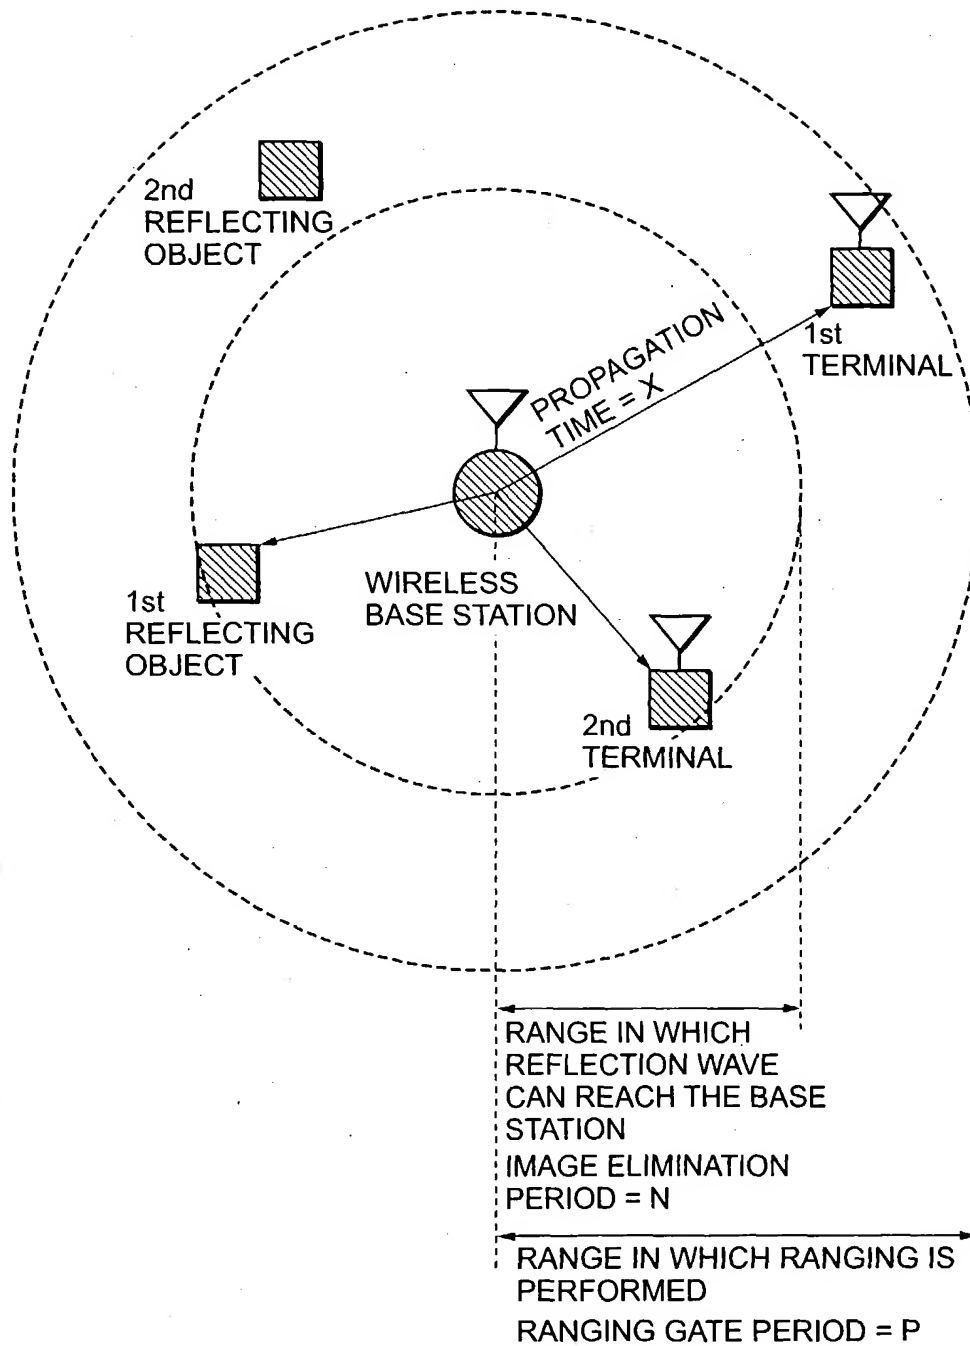 2nd
REFLECTING
OBJECT
1st
TERMINAL
PROPAGATION
TIME = X
WIRELESS
BASE STATION
1st
REFLECTING
OBJECT
2nd
TERMINAL
RANGE IN WHICH
REFLECTION WAVE
CAN REACH THE BASE
STATION
IMAGE ELIMINATION
PERIOD = N
RANGE IN WHICH RANGING IS
PERFORMED
RANGING GATE PERIOD = P